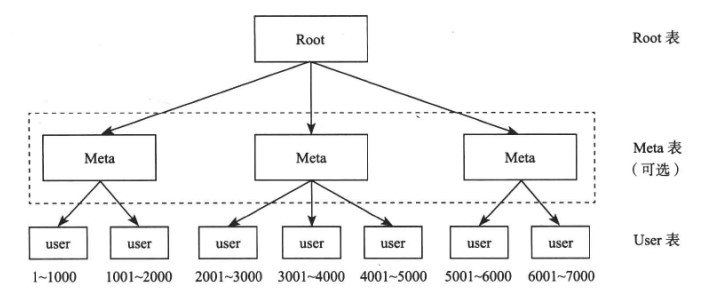 Root
Root 表
Meta
Meta
Meta
Meta 表
（可选）
user
user
user
user
user
user
user
User 表
1~1000
1001~2000
2001~3000
3001~4000
4001~5000
5001~6000
6001~7000